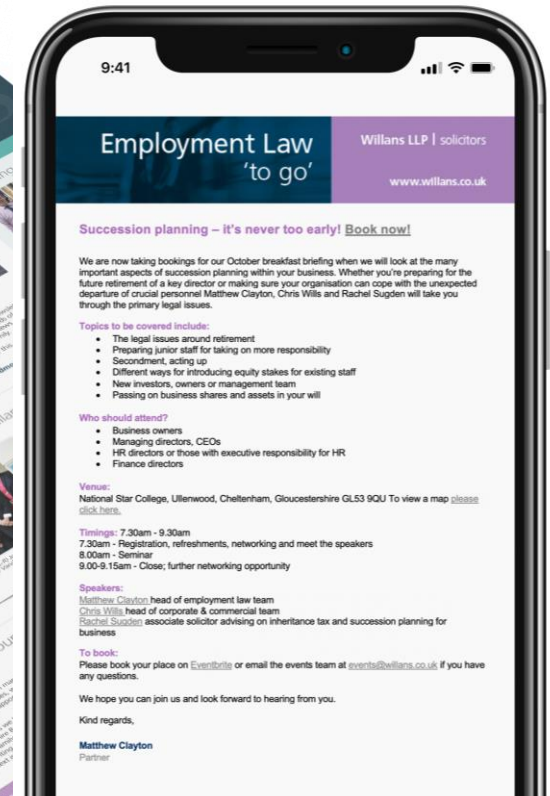 9:41
Employment Law
'to go'
Willans LLP | solicitors
www.willans.co.uk
Succession planning – it's never too early! Book now!
We are now taking bookings for our October breakfast briefing when we will look at the many
important aspects of succession planning within your business. Whether you're preparing for the
future retirement of a key director or making sure your organisation can cope with the unexpected
departure of crucial personnel Matthew Clayton, Chris Wills and Rachel Sugden will take you
through the primary legal issues.
Topics to be covered include:
• The legal issues around retirement
• Preparing junior staff for taking on more responsibility
• Secondment, acting up
• Different ways for introducing equity stakes for existing staff
• New investors, owners or management team
• Passing on business shares and assets in your will
Who should attend?
• Business owners
• Managing directors, CEOs
• HR directors or those with executive responsibility for HR
• Finance directors
Venue:
National Star College, Ullenwood, Cheltenham, Gloucestershire GL53 9QU To view a map please
click here.
Timings: 7.30am - 9.30am
7.30am - Registration, refreshments, networking and meet the speakers
8.00am - Seminar
9.00-9.15am - Close; further networking opportunity
Speakers:
Matthew Clayton head of employment law team
Chris Wills head of corporate & commercial team
Rachel Sugden associate solicitor advising on inheritance tax and succession planning for
business
To book:
Please book your place on Eventbrite or email the events team at events@willans.co.uk if you have
any questions.
We hope you can join us and look forward to hearing from you.
Kind regards,
Matthew Clayton
Partner